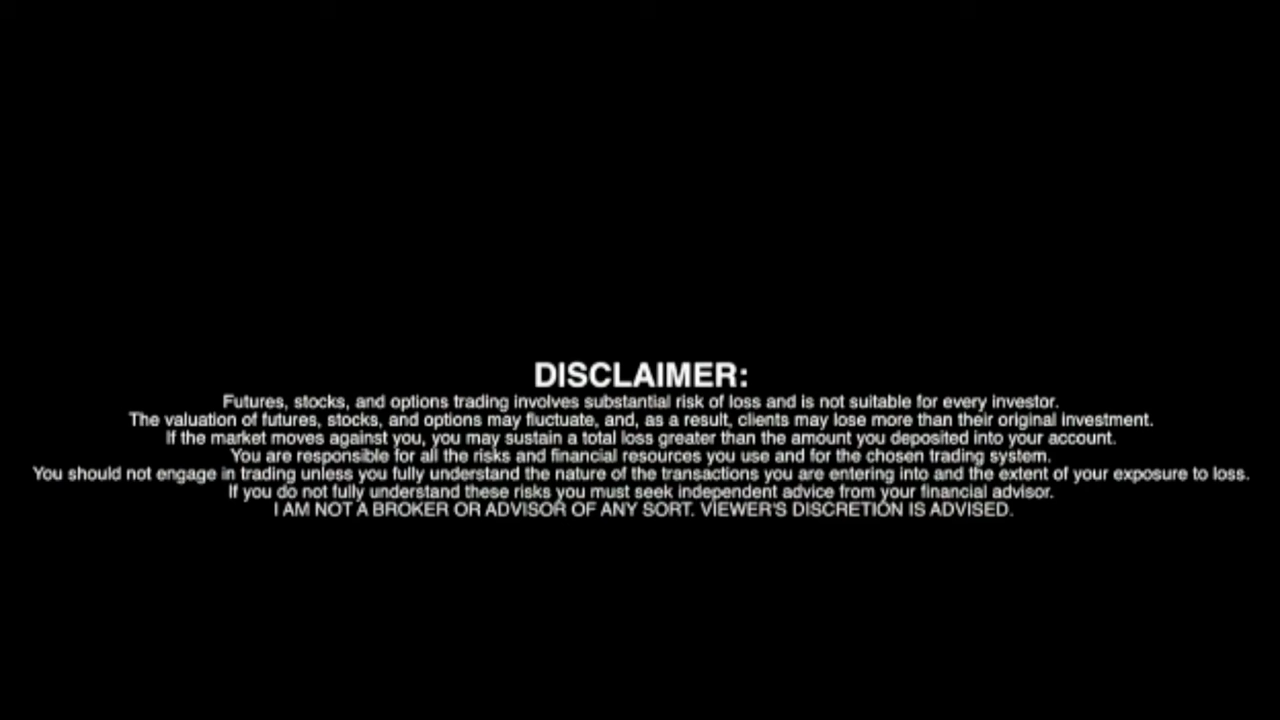 DISCLAIMER:
Futures, stocks, and options trading involves substantial risk of loss and is not suitable for every investor.
The valuation of futures, stocks, and options may fluctuate, and, as a result, clients may lose more than their original investment.
If the market moves against you, you may sustain a total loss greater than the amount you deposited into your account.
You are responsible for all the risks and financial resources you use and for the chosen trading system.
You should not engage in trading unless you fully understand the nature of the transactions you are entering into and the extent of your exposure to loss.
If you do not fully understand these risks you must seek independent advice from your financial advisor.
I AM NOT A BROKER OR ADVISOR OF ANY SORT. VIEWER'S DISCRETION IS ADVISED.